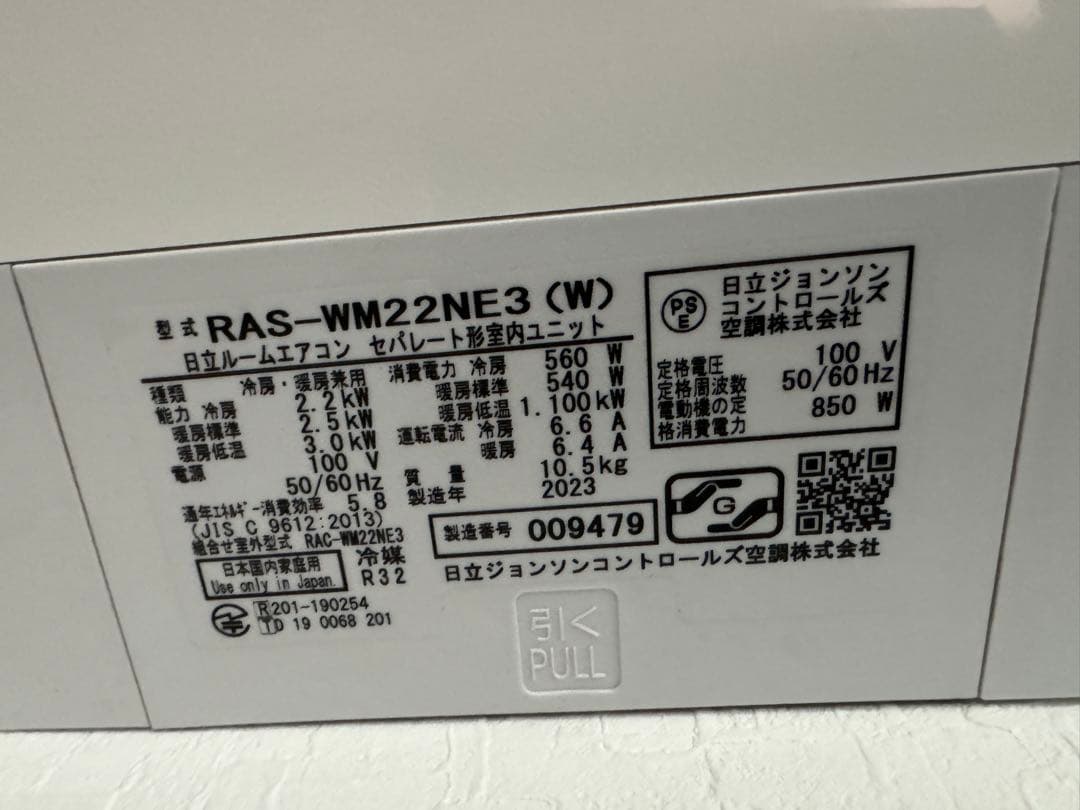 型式 RAS-WM22NE3 (W)
日立ルームエアコン セパレート形室内ユニット
種類 冷房・暖房兼用
能力 冷房 2.2kW
暖房標準 2.5kW
暖房低温 3.0kW
電源 100 V
50/60Hz
通年エネルギー消費効率 5.8
(JIS C 9612:2013)
組合せ室外型式 RAC-WM22NE3
日本国内家庭用
Use only in Japan.
冷媒
R32
R201-190254
TD 19 0068 201
消費電力 冷房 560 W
暖房標準 540 W
暖房低温 1.100kW
運転電流 冷房 6.6 A
暖房 6.4 A
質量 10.5kg
製造年 2023
製造番号 009479
日立ジョンソンコントロールズ空調株式会社
PS
E
日立ジョンソン
コントロールズ
空調株式会社
定格電圧 100 V
定格周波数 50/60Hz
電動機の定
格消費電力 850 W
G
引く
PULL